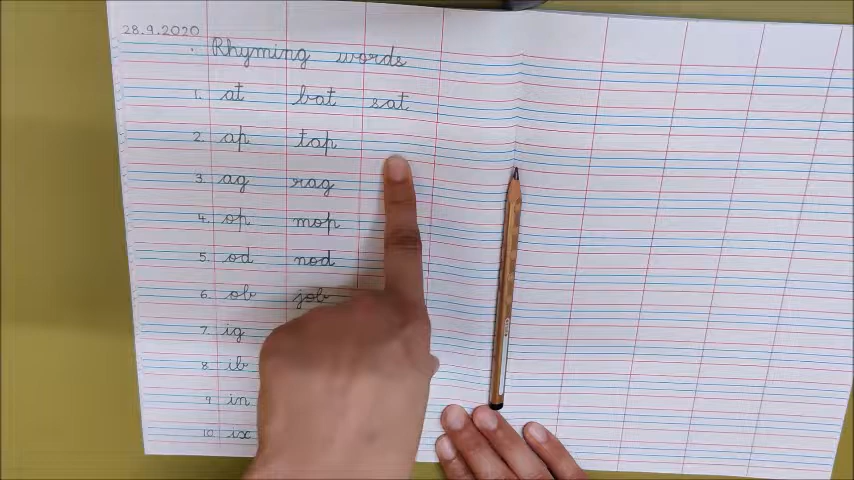 28.9.2020
Rhyming words
1. at bat sat
2. ap tap
3. ag rag
4. op mop
5. od nod
6. ob job
7. ig
8. ib
9 in
10 ix